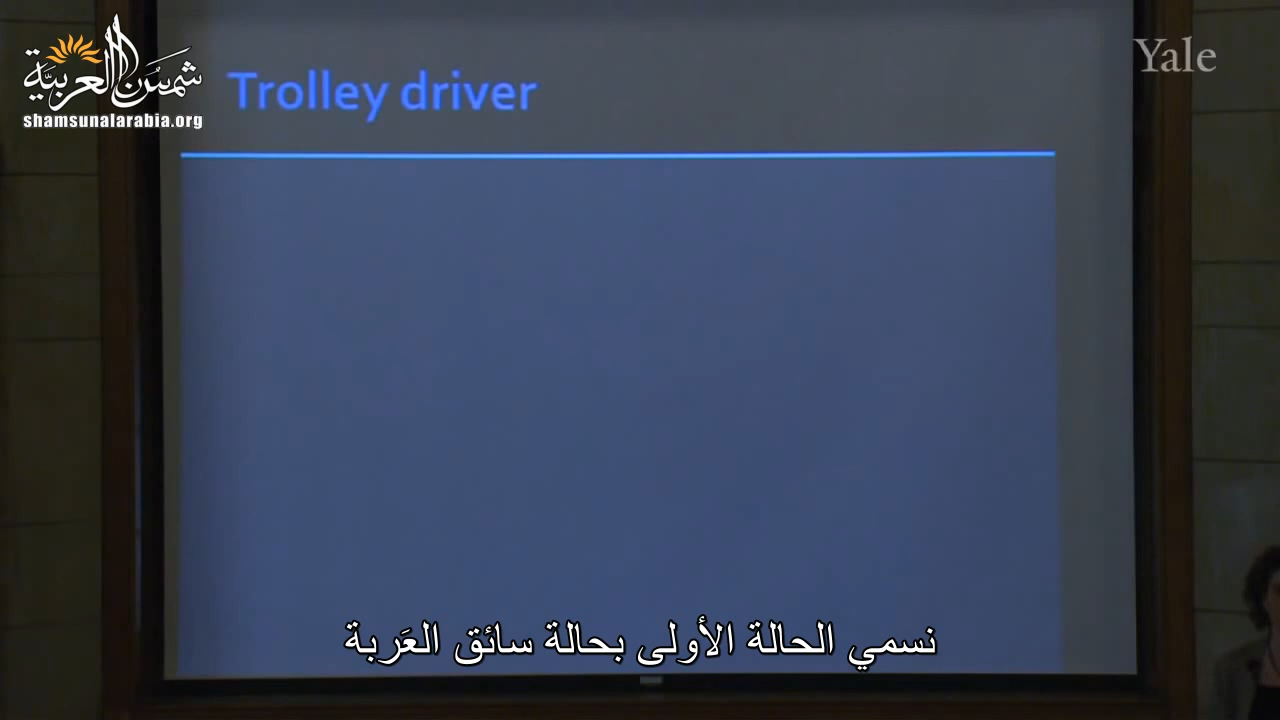 شمس العربية
shamsunalarabia.org
Yale
Trolley driver
نسمي الحالة الأولى بحالة سائق العَربة